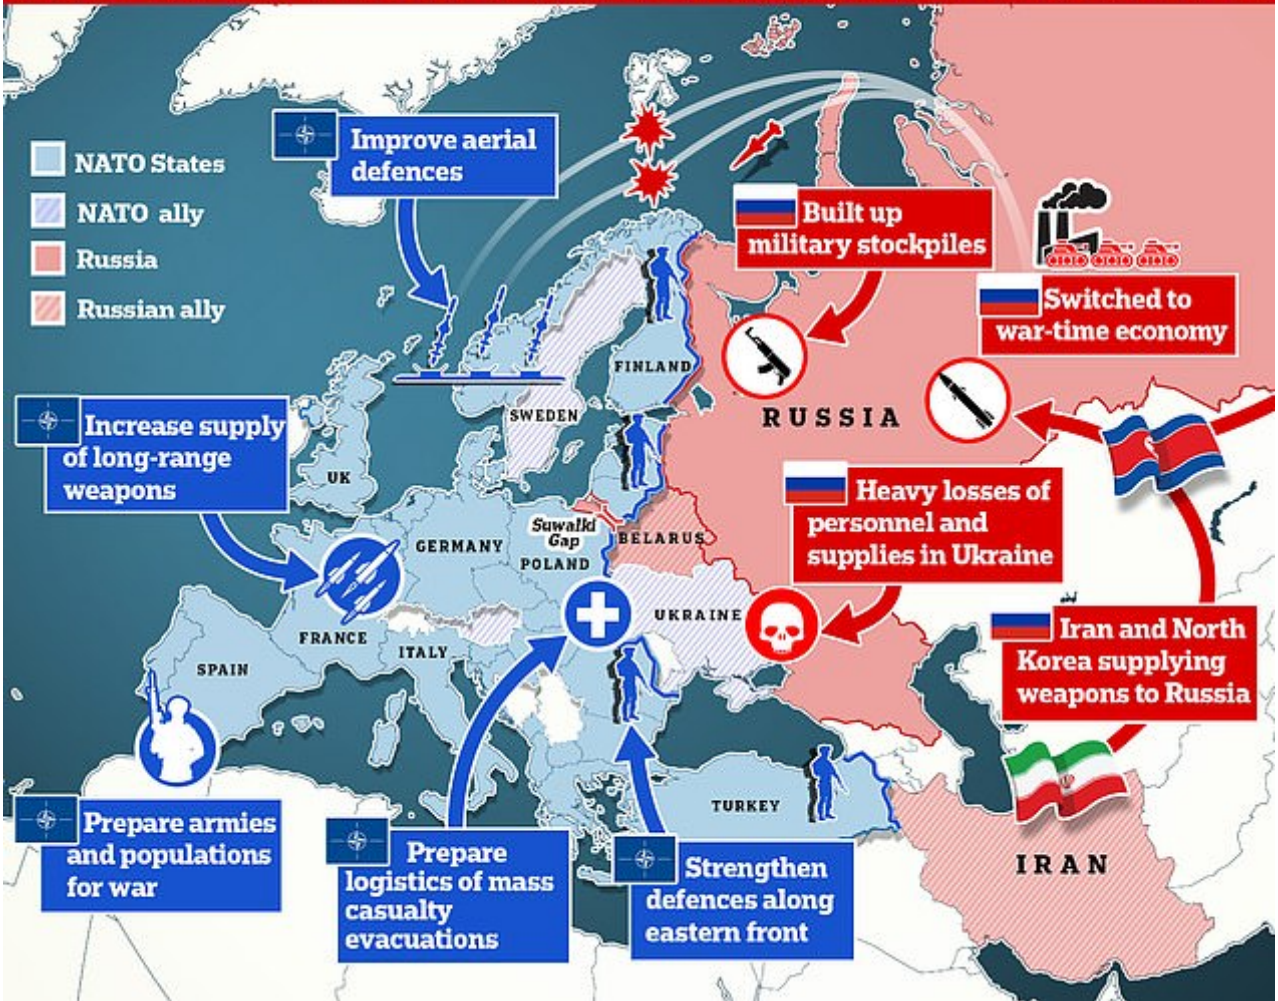 NATO States
NATO ally
Russia
Russian ally
Improve aerial
defences
Built up
military stockpiles
Switched to
war-time economy
FINLAND
SWEDEN
RUSSIA
Increase supply
of long-range
weapons
UK
Heavy losses of
personnel and
supplies in Ukraine
Suwalki
Gap
BELARUS
GERMANY
POLAND
UKRAINE
FRANCE
ITALY
SPAIN
Iran and North
Korea supplying
weapons to Russia
TURKEY
IRAN
Prepare armies
and populations
for war
Prepare
logistics of mass
casualty
evacuations
Strengthen
defences along
eastern front